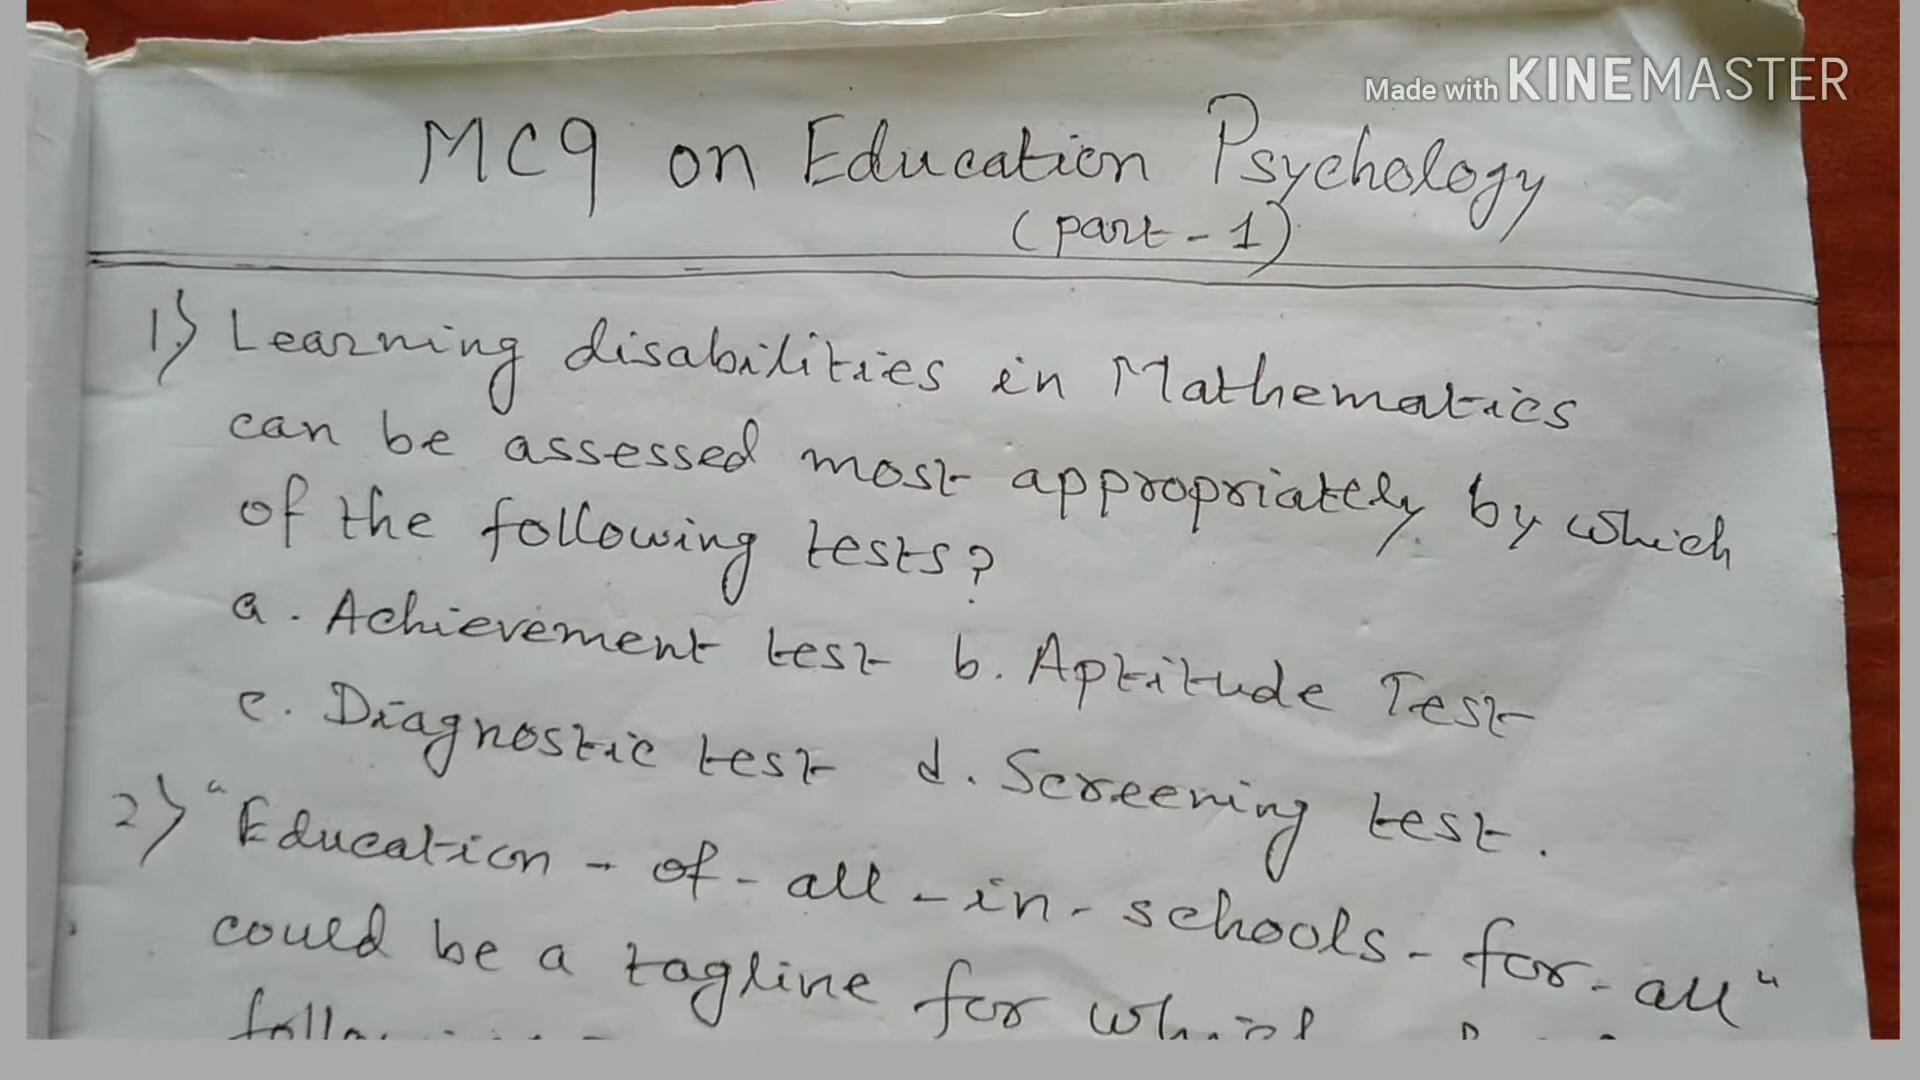 Made with KINEMASTER
MCQ on Education Psychology
(part-1)
1) Learning disabilities in Mathematics
can be assessed most appropriately by which
of the following tests?
a. Achievement test b. Aptitude Test
c. Diagnostic test d. Screening test.
2) "Education-of-all-in-schools-for-all"
could be a tagline for which